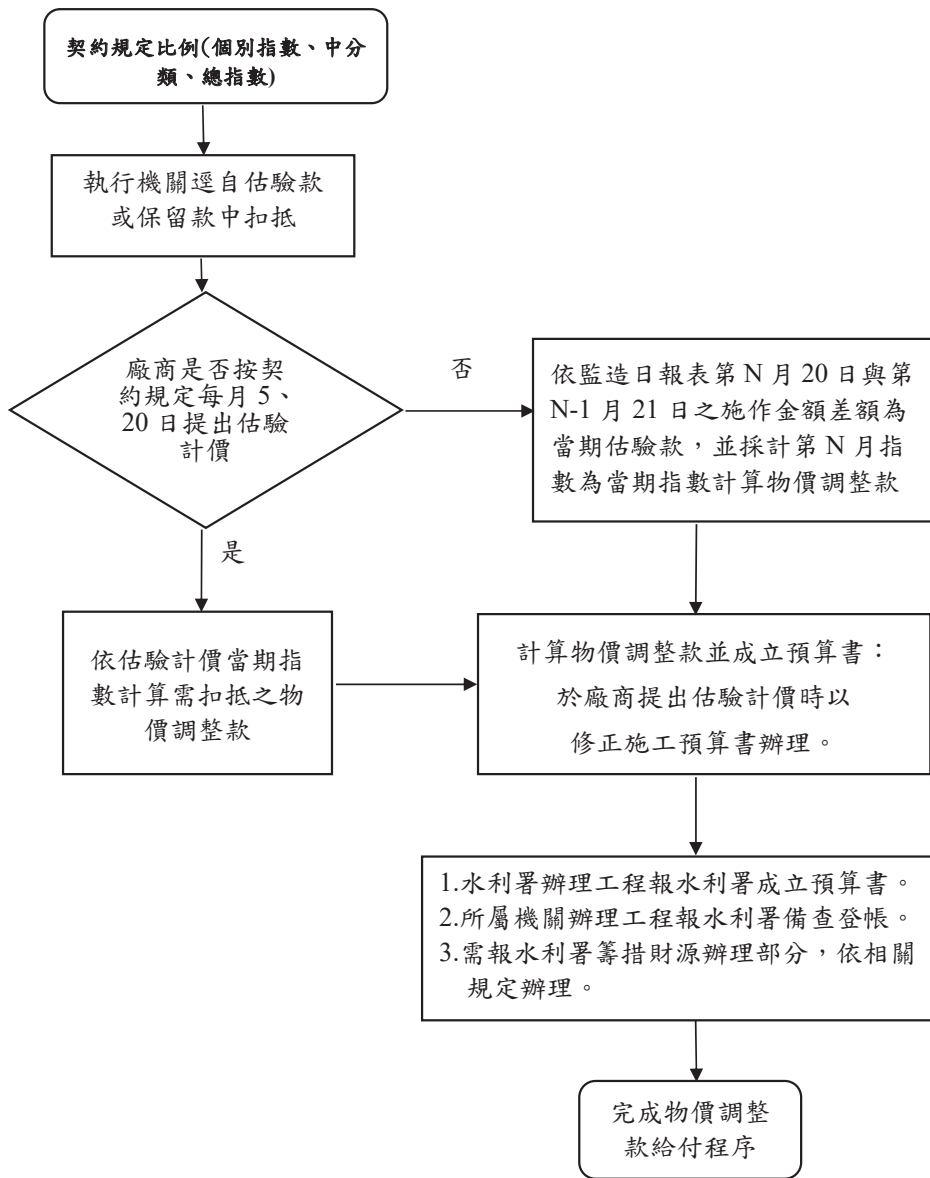 契約規定比例(個別指數、中分
類、總指數)
執行機關逕自估驗款
或保留款中扣抵
廠商是否按契
約規定每月 5、
20 日提出估驗
計價
否
依監造日報表第 N 月 20 日與第
N-1 月 21 日之施作金額差額為
當期估驗款，並採計第 N 月指
數為當期指數計算物價調整款
是
依估驗計價當期指
數計算需扣抵之物
價調整款
計算物價調整款並成立預算書：
於廠商提出估驗計價時以
修正施工預算書辦理。
1.水利署辦理工程報水利署成立預算書。
2.所屬機關辦理工程報水利署備查登帳。
3.需報水利署籌措財源辦理部分，依相關
規定辦理。
完成物價調整
款給付程序